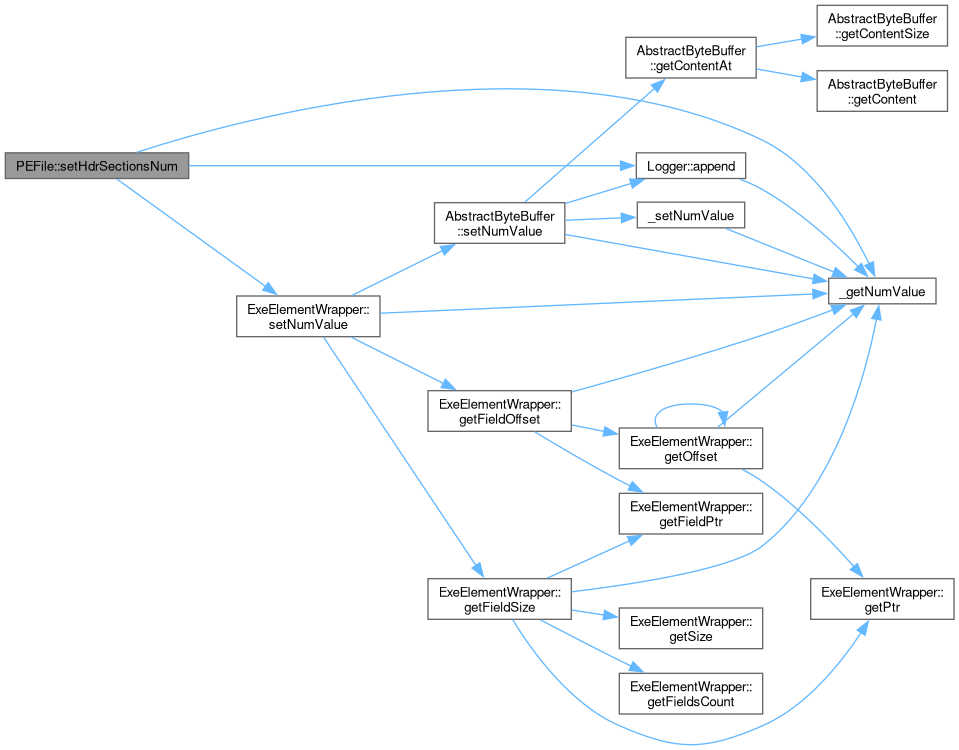 AbstractByteBuffer
::getContentSize
AbstractByteBuffer
::getContentAt
AbstractByteBuffer
::getContent
PEFile::setHdrSectionsNum
Logger::append
AbstractByteBuffer
::setNumValue
_setNumValue
_getNumValue
ExeElementWrapper::
setNumValue
ExeElementWrapper::
getFieldOffset
ExeElementWrapper::
getOffset
ExeElementWrapper::
getFieldPtr
ExeElementWrapper::
getFieldSize
ExeElementWrapper::
getPtr
ExeElementWrapper::
getSize
ExeElementWrapper::
getFieldsCount